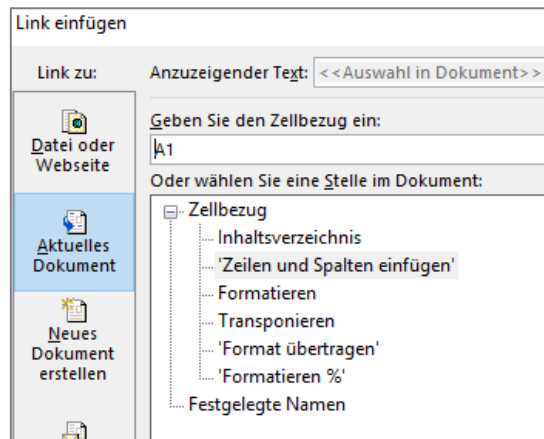 Link einfügen
Link zu:
Anzuzeigender Text: <<Auswahl in Dokument>>
Geben Sie den Zellbezug ein:
Datei oder
Webseite
A1
Oder wählen Sie eine Stelle im Dokument:
Zellbezug
Inhaltsverzeichnis
Aktuelles
Dokument
'Zeilen und Spalten einfügen'
Formatieren
Transponieren
Neues
Dokument
erstellen
'Format übertragen'
'Formatieren %'
Festgelegte Namen